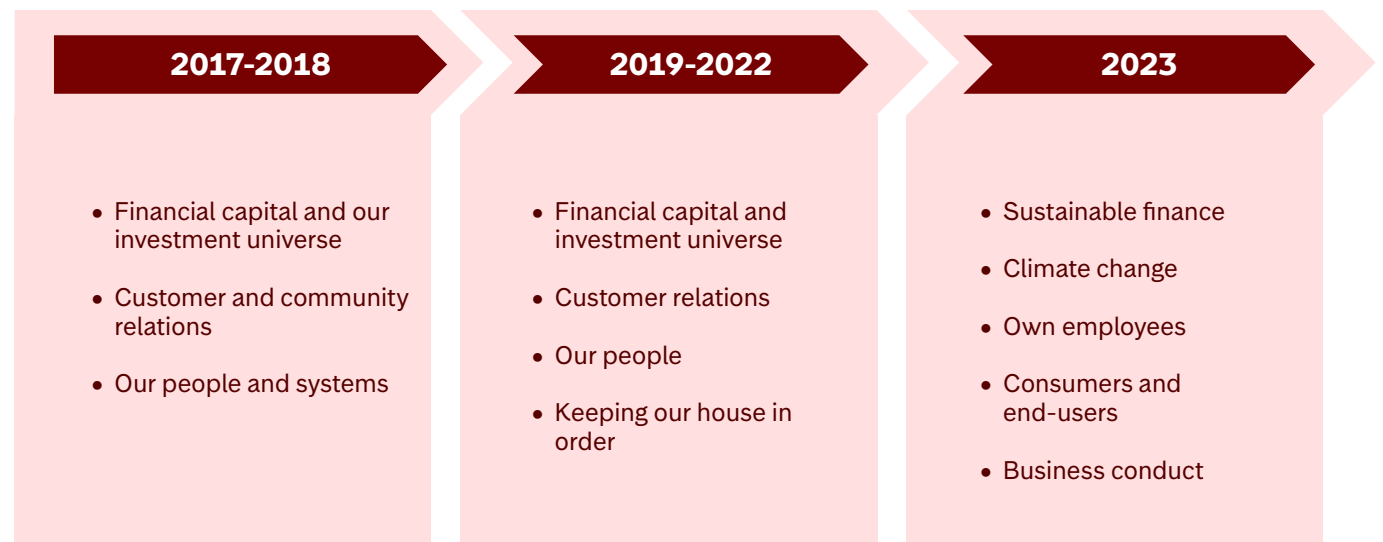 2017-2018
• Financial capital and our
investment universe
• Customer and community
relations
• Our people and systems
2019-2022
• Financial capital and
investment universe
• Customer relations
• Our people
• Keeping our house in
order
2023
• Sustainable finance
• Climate change
• Own employees
• Consumers and
end-users
• Business conduct